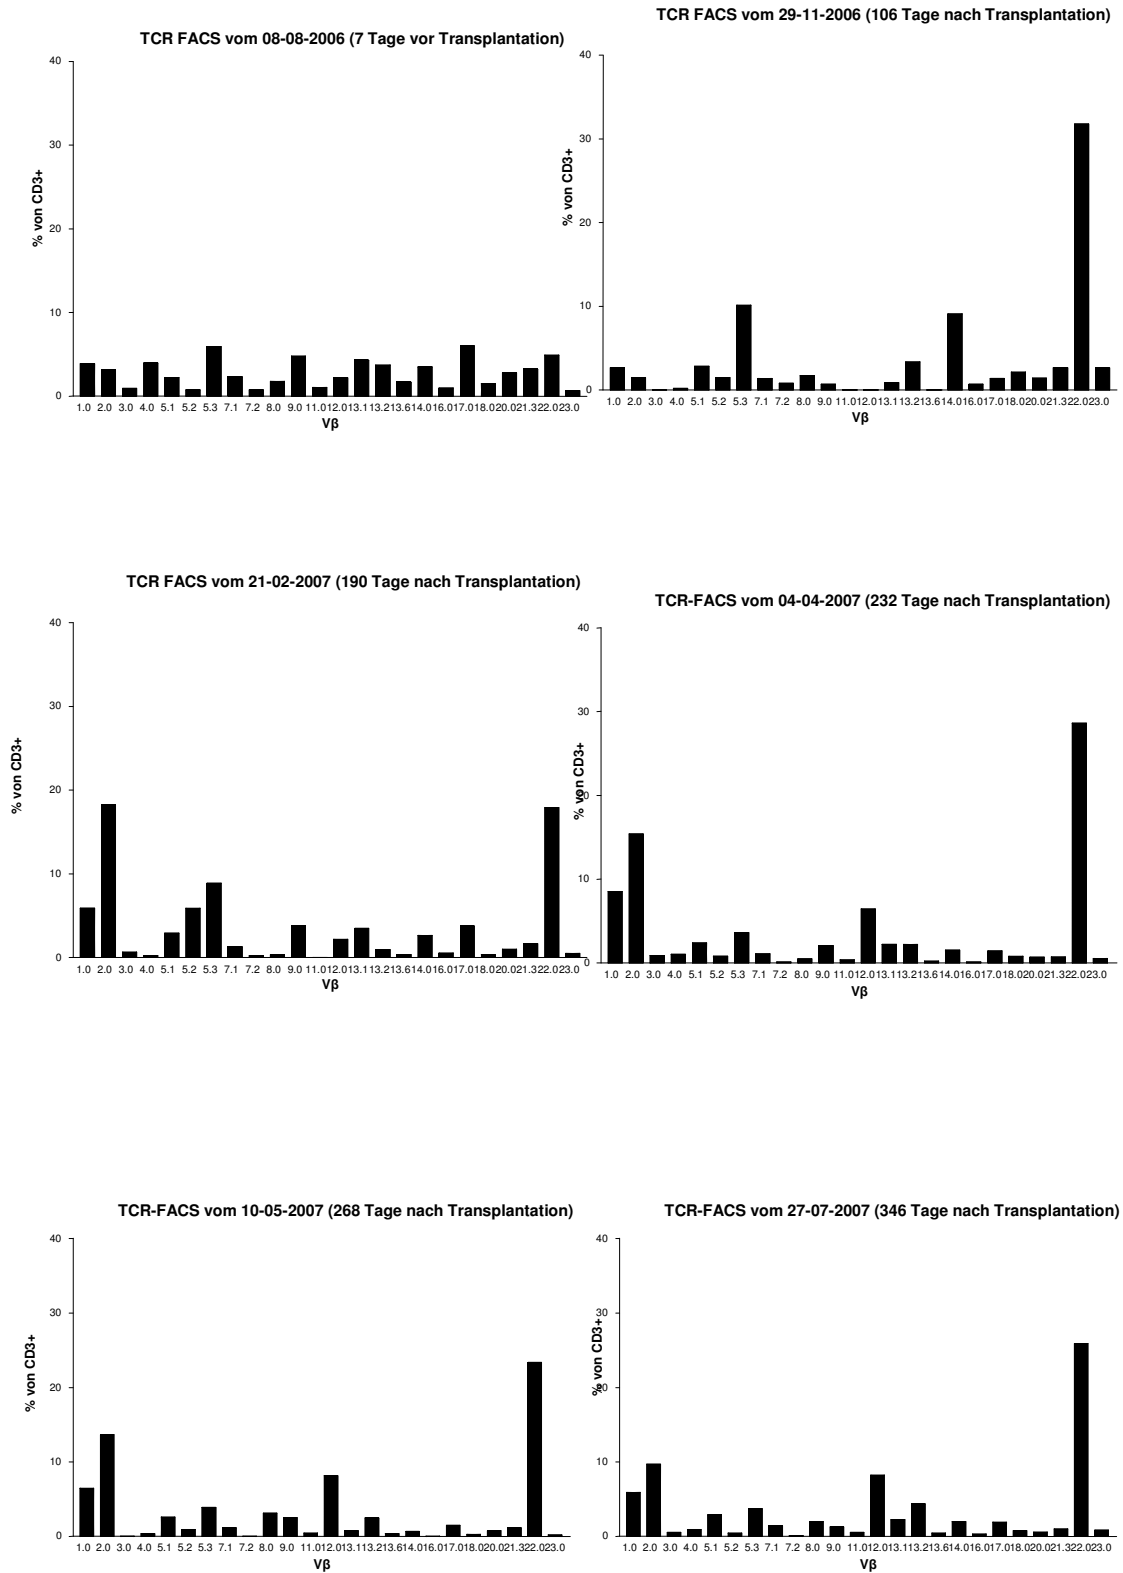 TCR FACS vom 08-08-2006 (7 Tage vor Transplantation)
40
30
20
10
0
% von CD3+
1.0 2.0 3.0 4.0 5.1 5.2 5.3 7.1 7.2 8.0 9.0 11.0 12.0 13.1 13.2 13.6 14.0 16.0 17.0 18.0 20.0 21.3 22.0 23.0
Vβ
TCR FACS vom 29-11-2006 (106 Tage nach Transplantation)
40
30
20
10
0
% von CD3+
1.0 2.0 3.0 4.0 5.1 5.2 5.3 7.1 7.2 8.0 9.0 11.0 12.0 13.1 13.2 13.6 14.0 16.0 17.0 18.0 20.0 21.3 22.0 23.0
Vβ
TCR FACS vom 21-02-2007 (190 Tage nach Transplantation)
40
30
20
10
0
% von CD3+
1.0 2.0 3.0 4.0 5.1 5.2 5.3 7.1 7.2 8.0 9.0 11.0 12.0 13.1 13.2 13.6 14.0 16.0 17.0 18.0 20.0 21.3 22.0 23.0
Vβ
TCR-FACS vom 04-04-2007 (232 Tage nach Transplantation)
40
30
20
10
0
% von CD3+
1.0 2.0 3.0 4.0 5.1 5.2 5.3 7.1 7.2 8.0 9.0 11.0 12.0 13.1 13.2 13.6 14.0 16.0 17.0 18.0 20.0 21.3 22.0 23.0
Vβ
TCR-FACS vom 10-05-2007 (268 Tage nach Transplantation)
40
30
20
10
0
% von CD3+
1.0 2.0 3.0 4.0 5.1 5.2 5.3 7.1 7.2 8.0 9.0 11.0 12.0 13.1 13.2 13.6 14.0 16.0 17.0 18.0 20.0 21.3 22.0 23.0
Vβ
TCR-FACS vom 27-07-2007 (346 Tage nach Transplantation)
40
30
20
10
0
% von CD3+
1.0 2.0 3.0 4.0 5.1 5.2 5.3 7.1 7.2 8.0 9.0 11.0 12.0 13.1 13.2 13.6 14.0 16.0 17.0 18.0 20.0 21.3 22.0 23.0
Vβ